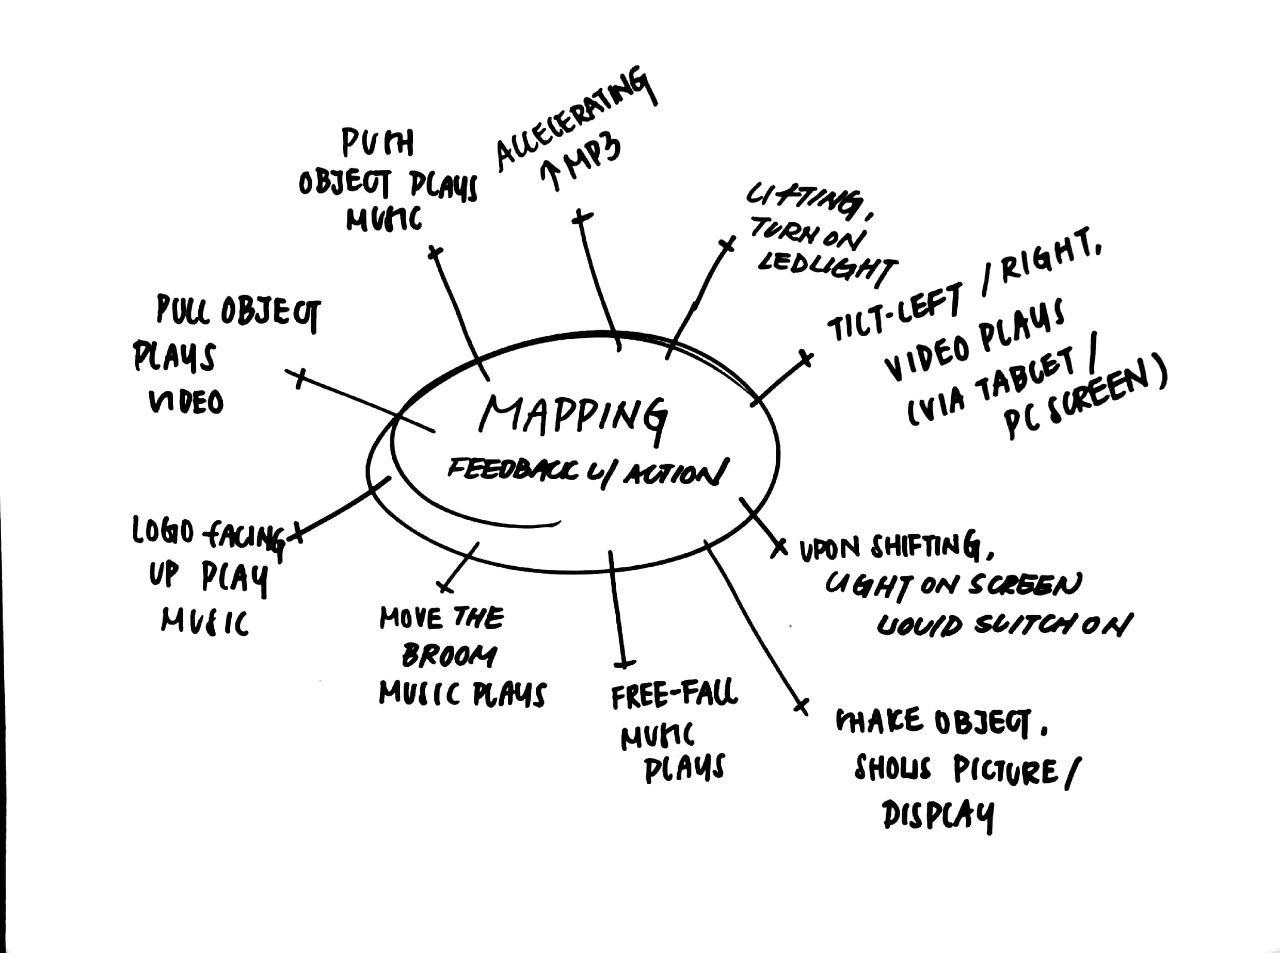 MAPPING
FEEDBACK W/ ACTION
PUSH
OBJECT PLAYS
MUSIC
ACCELERATING
↑ MP3
LIFTING,
TURN ON
LEDLIGHT
TILT-LEFT / RIGHT,
VIDEO PLAYS
(VIA TABLET /
PC SCREEN)
UPON SHIFTING,
LIGHT ON SCREEN
WOULD SWITCH ON
SHAKE OBJECT,
SHOWS PICTURE /
DISPLAY
FREE-FALL
MUSIC
PLAYS
MOVE THE
BROOM
MUSIC PLAYS
LOGO FACING
UP PLAY
MUSIC
PULL OBJECT
PLAYS
VIDEO